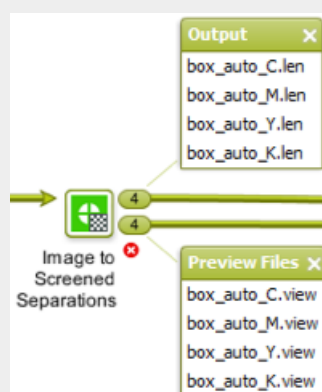 Output
box_auto_C.len
box_auto_M.len
box_auto_Y.len
box_auto_K.len
4
4
Image to
Screened
Separations
Preview Files
box_auto_C.view
box_auto_M.view
box_auto_Y.view
box_auto_K.view